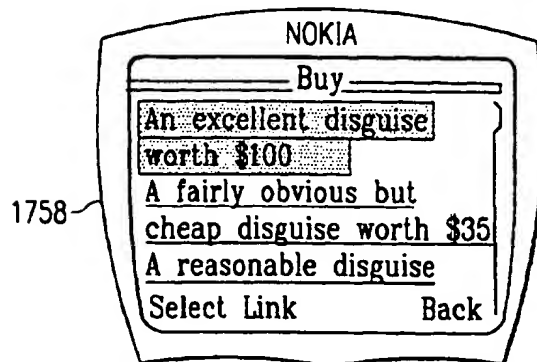 NOKIA
Buy
An excellent disguise
worth $100
A fairly obvious but
cheap disguise worth $35
A reasonable disguise
Select Link Back
1758